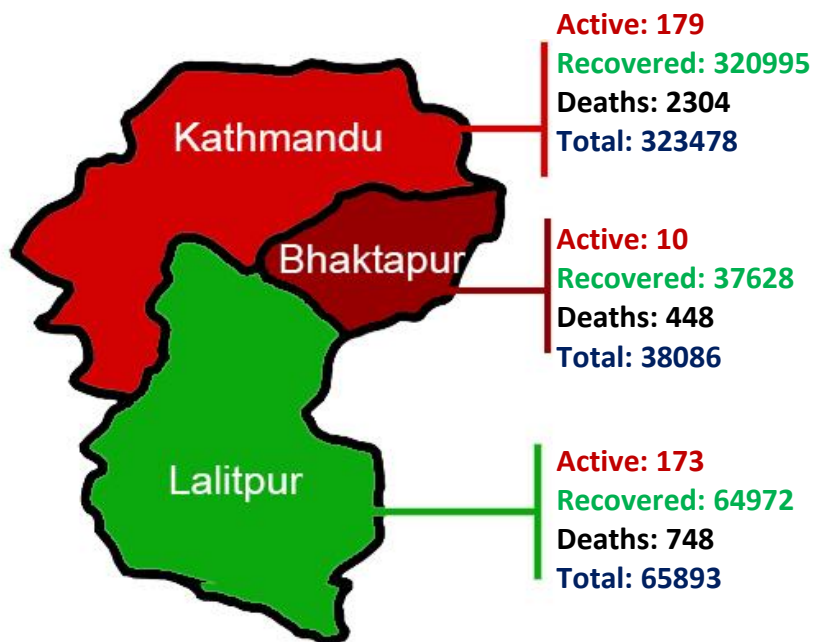 Active: 179
Recovered: 320995
Deaths: 2304
Total: 323478
Kathmandu
Active: 10
Recovered: 37628
Deaths: 448
Total: 38086
Bhaktapur
Active: 173
Recovered: 64972
Deaths: 748
Total: 65893
Lalitpur